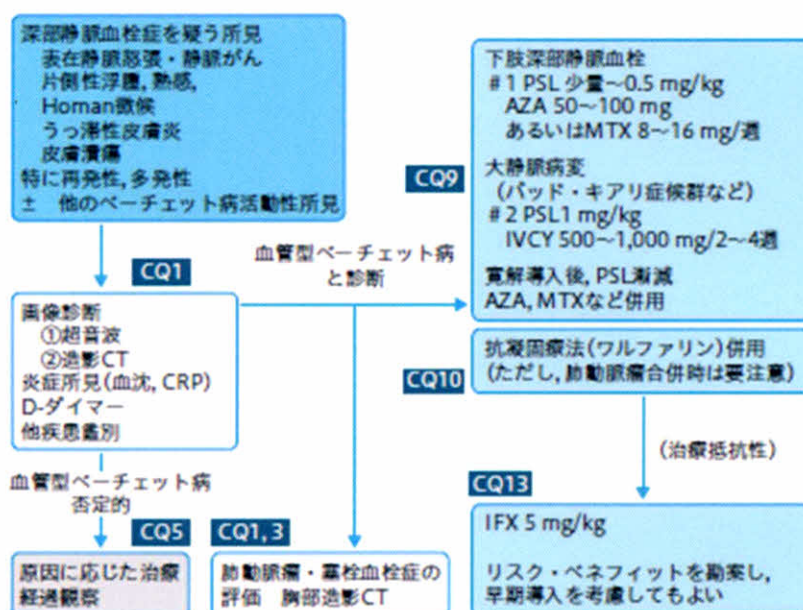 深部静脈血栓症を疑う所見
表在静脈怒張・静脈がん
片側性浮腫, 熱感,
Homan徴候
うっ滞性皮膚炎
皮膚潰瘍
特に再発性, 多発性
± 他のベーチェット病活動性所見
CQ1
画像診断
①超音波
②造影CT
炎症所見(血沈, CRP)
D-ダイマー
他疾患鑑別
血管型ベーチェット病
否定的
CQ5
原因に応じた治療
経過観察
血管型ベーチェット病
と診断
CQ1, 3
肺動脈瘤・塞栓血栓症の
評価 胸部造影CT
CQ9
下肢深部静脈血栓
#1 PSL 少量~0.5 mg/kg
AZA 50~100 mg
あるいはMTX 8~16 mg/週
大静脈病変
(バッド・キアリ症候群など)
#2 PSL1 mg/kg
IVCY 500~1,000 mg/2~4週
寛解導入後, PSL漸減
AZA, MTXなど併用
CQ10
抗凝固療法(ワルファリン)併用
(ただし, 肺動脈瘤合併時は要注意)
(治療抵抗性)
CQ13
IFX 5 mg/kg
リスク・ベネフィットを勘案し,
早期導入を考慮してもよい